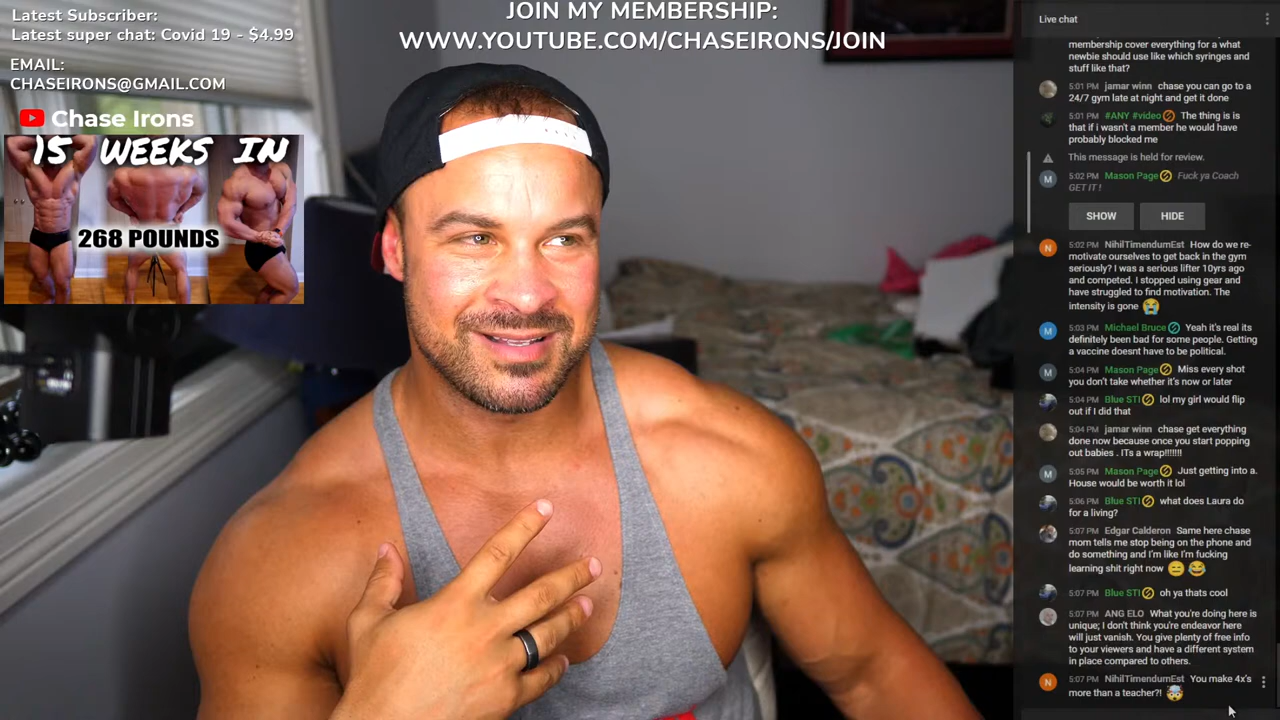 Latest Subscriber:
Latest super chat: Covid 19 - $4.99
EMAIL:
CHASEIRONS@GMAIL.COM
Chase Irons
15 WEEKS IN
268 POUNDS
JOIN MY MEMBERSHIP:
WWW.YOUTUBE.COM/CHASEIRONS/JOIN
Live chat
membership cover everything for a what
newbie should use like which syringes and
stuff like that?
5:01 PM jamar winn chase you can go to a
24/7 gym late at night and get it done
5:01 PM #ANY #video The thing is is
that if i wasn't a member he would have
probably blocked me
This message is held for review.
5:02 PM Mason Page Fuck ya Coach
GET IT !
SHOW HIDE
5:02 PM NihilTimendumEst How do we re-
motivate ourselves to get back in the gym
seriously? I was a serious lifter 10yrs ago
and competed. I stopped using gear and
have struggled to find motivation. The
intensity is gone 😭
5:03 PM Michael Bruce Yeah it's real its
definitely been bad for some people. Getting
a vaccine doesnt have to be political.
5:04 PM Mason Page Miss every shot
you don't take whether it's now or later
5:04 PM Blue STI lol my girl would flip
out if I did that
5:04 PM jamar winn chase get everything
done now because once you start popping
out babies . ITs a wrap!!!!!!!
5:05 PM Mason Page Just getting into a.
House would be worth it lol
5:06 PM Blue STI what does Laura do
for a living?
5:07 PM Edgar Calderon Same here chase
mom tells me stop being on the phone and
do something and I'm like I'm fucking
learning shit right now 😑 😂
5:07 PM Blue STI oh ya thats cool
5:07 PM ANG ELO What you're doing here is
unique; I don't think you're endeavor here
will just vanish. You give plenty of free info
to your viewers and have a different system
in place compared to others.
5:07 PM NihilTimendumEst You make 4x's
more than a teacher?! 🤯